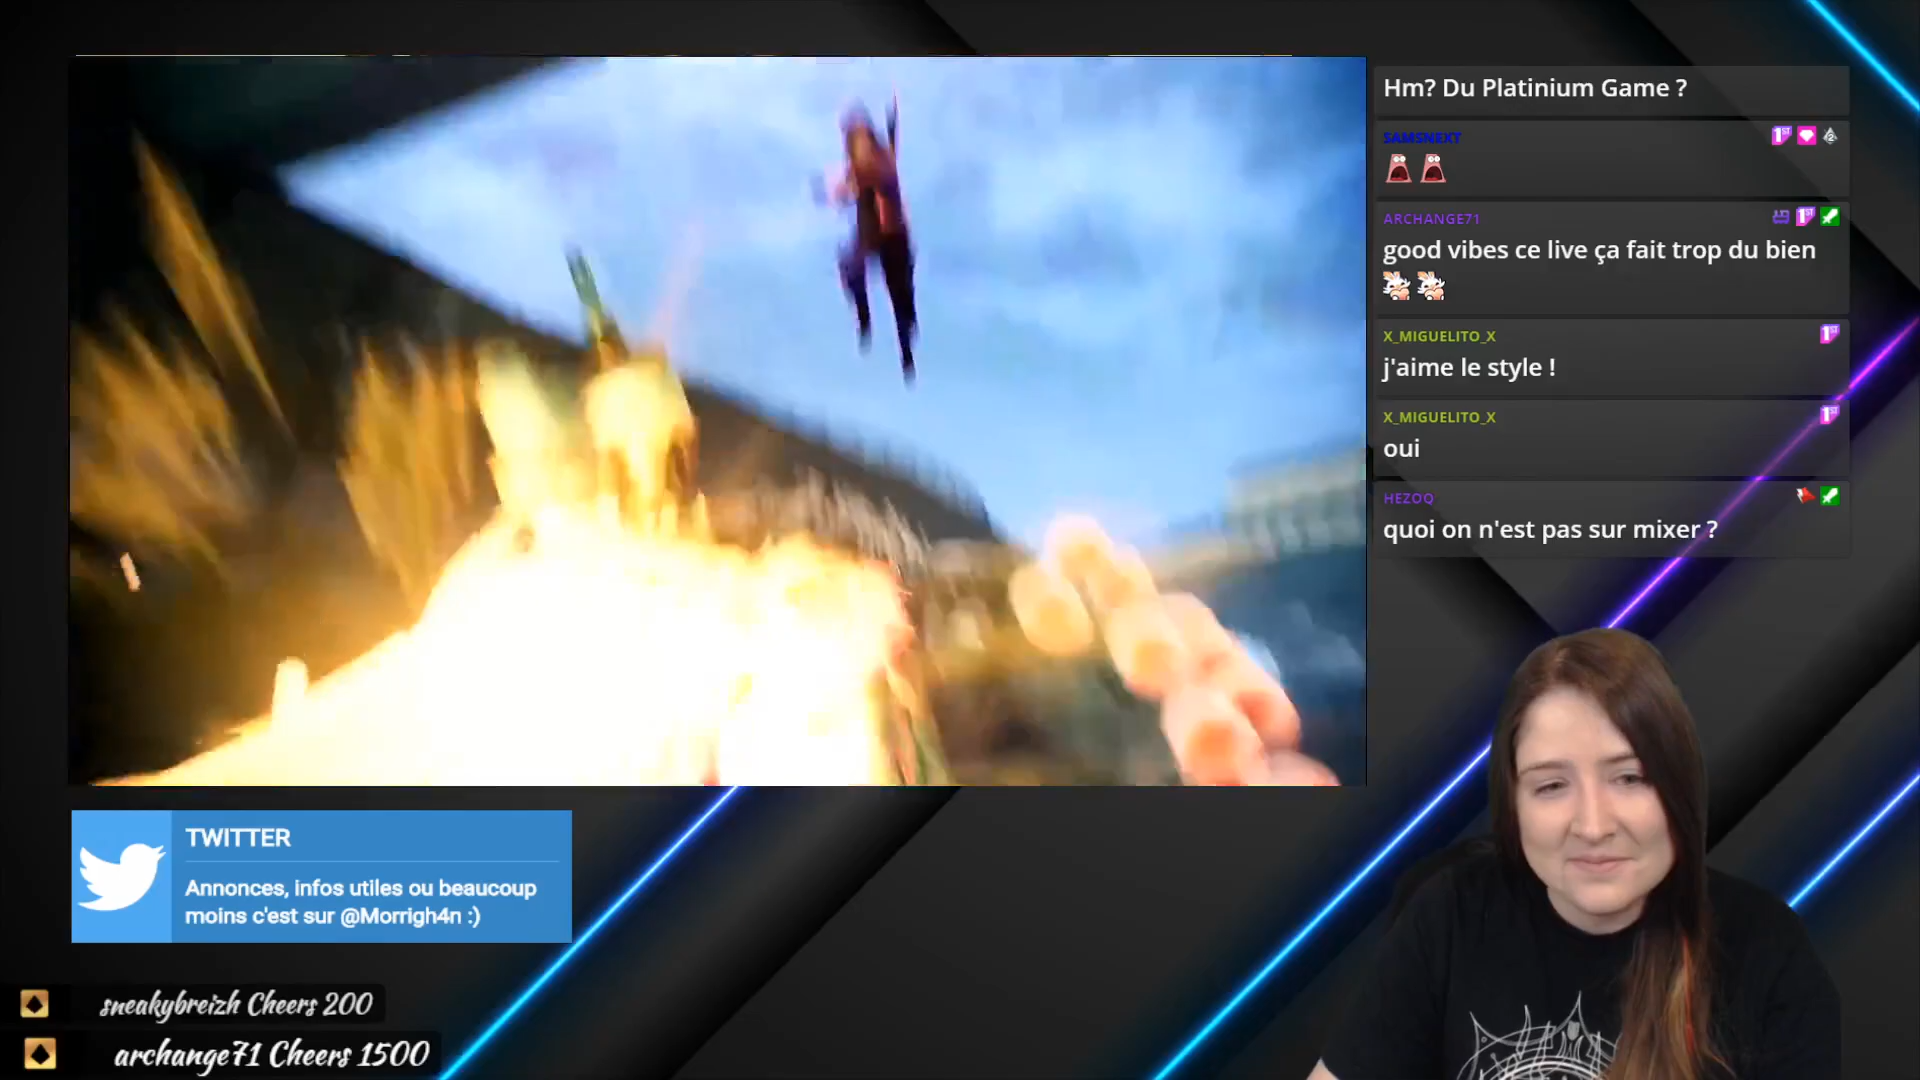 Hm? Du Platinium Game ?
SAMSNEXT
ARCHANGE71
good vibes ce live ça fait trop du bien
X_MIGUELITO_X
j'aime le style !
X_MIGUELITO_X
oui
HEZOQ
quoi on n'est pas sur mixer ?
TWITTER
Annonces, infos utiles ou beaucoup
moins c'est sur @Morrigh4n :)
sneakybreizh Cheers 200
archange71 Cheers 1500